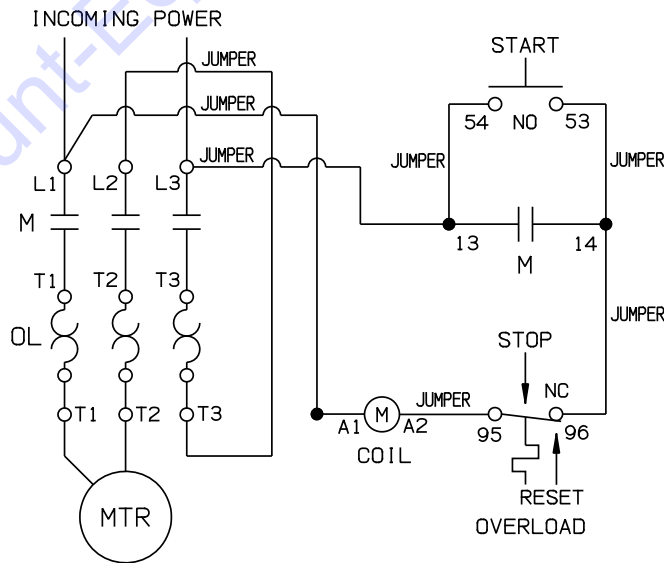 INCOMING POWER
JUMPER
START
JUMPER
54 NO 53
JUMPER
JUMPER
JUMPER
L1 L2 L3
M
13 14
M
T1 T2 T3
JUMPER
OL
STOP
NC
JUMPER
T1 T2 T3
M
A1 A2
95 96
COIL
MTR
RESET
OVERLOAD